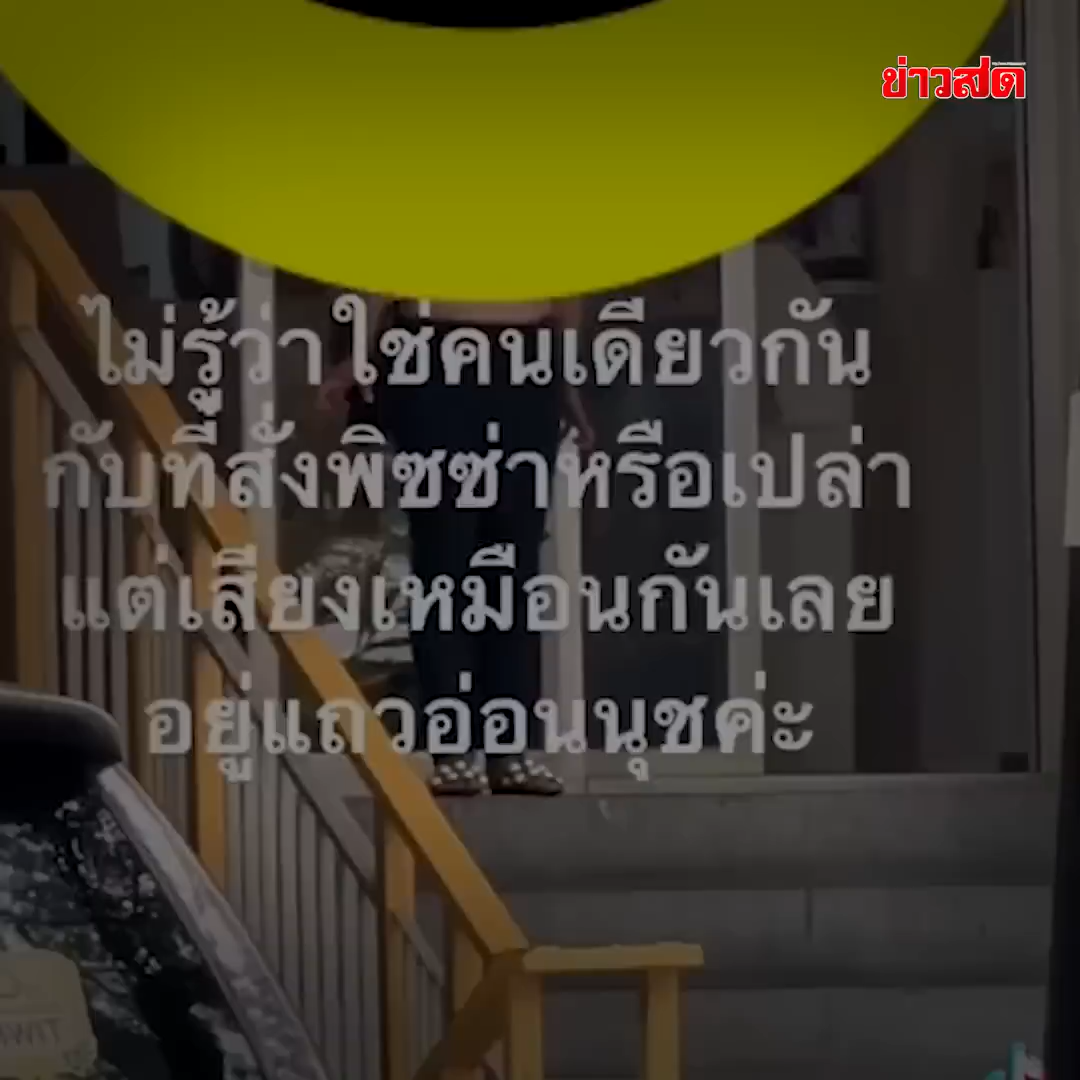 ข่าวสด
ไม่รู้ว่าใช่คนเดียวกัน
กับที่สั่งพิซซ่าหรือเปล่า
แต่เสียงเหมือนกันเลย
อยู่แถวอ่อนนุชค่ะ